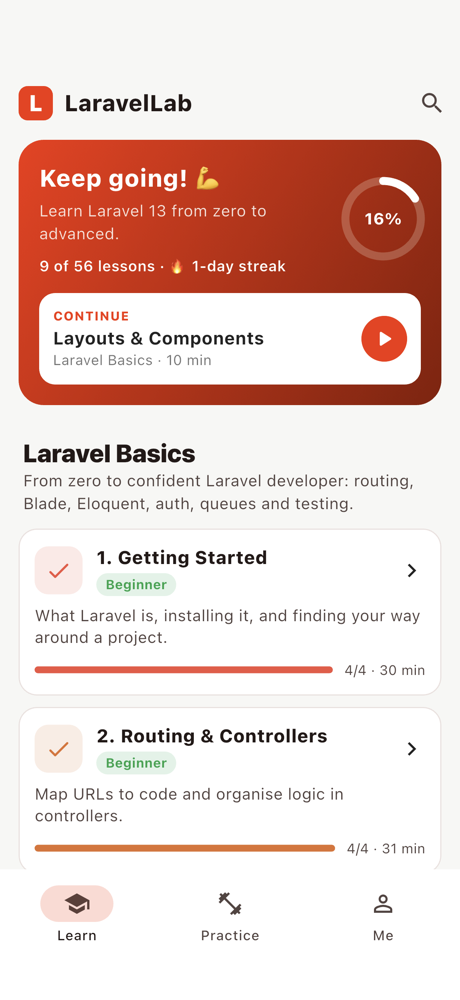 L LaravelLab
Keep going! 💪
Learn Laravel 13 from zero to
advanced.
16%
9 of 56 lessons · 🔥 1-day streak
CONTINUE
Layouts & Components
Laravel Basics · 10 min
Laravel Basics
From zero to confident Laravel developer: routing,
Blade, Eloquent, auth, queues and testing.
1. Getting Started
Beginner
What Laravel is, installing it, and finding your way
around a project.
4/4 · 30 min
2. Routing & Controllers
Beginner
Map URLs to code and organise logic in
controllers.
4/4 · 31 min
Learn
Practice
Me